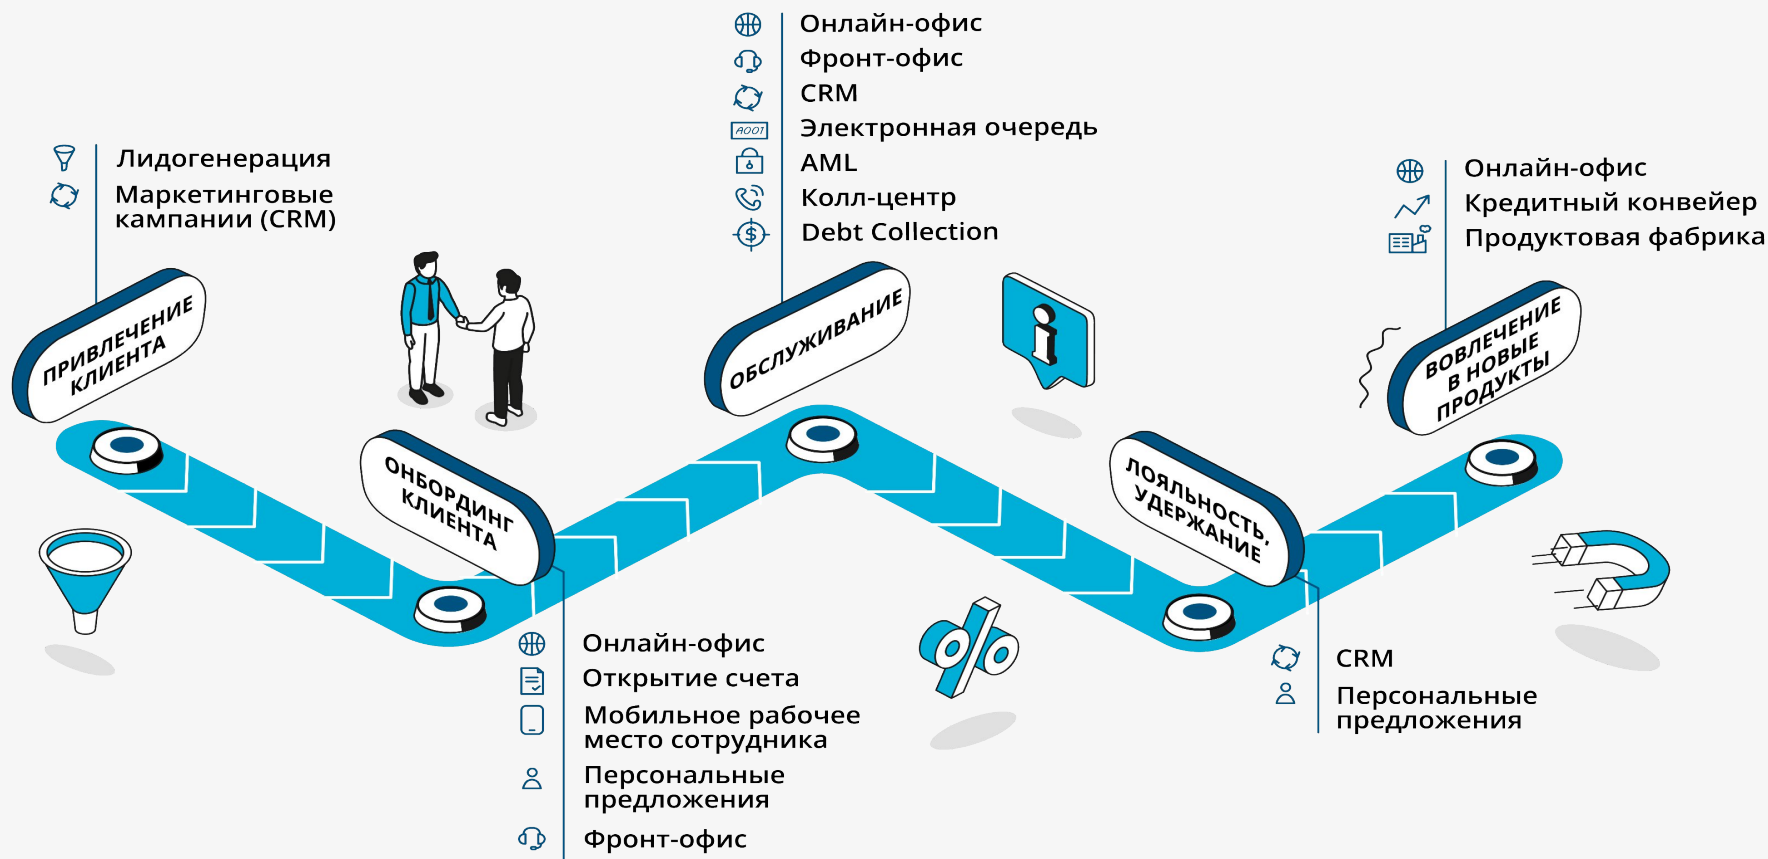 Лидогенерация
Маркетинговые
кампании (CRM)
ПРИВЛЕЧЕНИЕ
КЛИЕНТА
ОНБОРДИНГ
КЛИЕНТА
Онлайн-офис
Открытие счета
Мобильное рабочее
место сотрудника
Персональные
предложения
Фронт-офис
Онлайн-офис
Фронт-офис
CRM
A001
Электронная очередь
AML
Колл-центр
$
Debt Collection
ОБСЛУЖИВАНИЕ
i
%
ЛОЯЛЬНОСТЬ,
УДЕРЖАНИЕ
CRM
Персональные
предложения
Онлайн-офис
Кредитный конвейер
Продуктовая фабрика
ВОВЛЕЧЕНИЕ
В НОВЫЕ
ПРОДУКТЫ